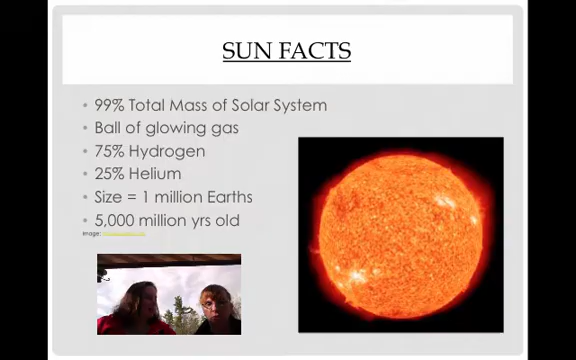 SUN FACTS
• 99% Total Mass of Solar System
• Ball of glowing gas
• 75% Hydrogen
• 25% Helium
• Size = 1 million Earths
• 5,000 million yrs old
Image: